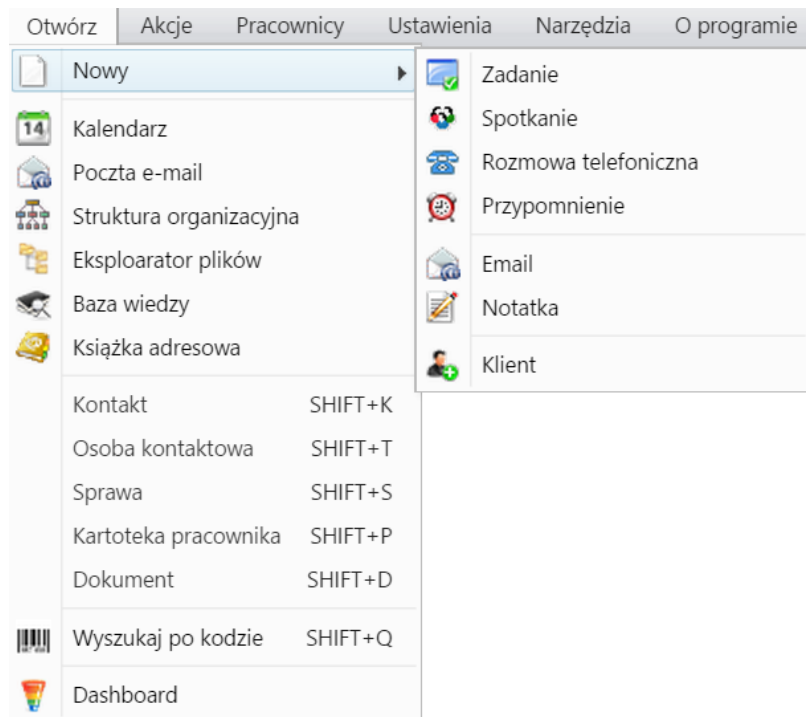 Otwórz Akcje Pracownicy Ustawienia Narzędzia O programie
Nowy
14 Kalendarz
Poczta e-mail
Struktura organizacyjna
Eksploarator plików
Baza wiedzy
Książka adresowa
Kontakt SHIFT+K
Osoba kontaktowa SHIFT+T
Sprawa SHIFT+S
Kartoteka pracownika SHIFT+P
Dokument SHIFT+D
Wyszukaj po kodzie SHIFT+Q
Dashboard
Zadanie
Spotkanie
Rozmowa telefoniczna
Przypomnienie
Email
Notatka
Klient